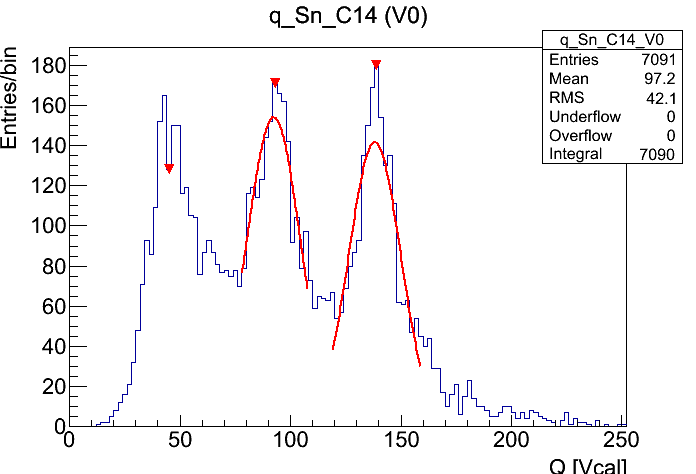 q_Sn_C14 (V0)
q_Sn_C14_V0
Entries 7091
Mean 97.2
RMS 42.1
Underflow 0
Overflow 0
Integral 7090
Entries/bin
180
160
140
120
100
80
60
40
20
0
0 50 100 150 200 250
Q [Vcal]